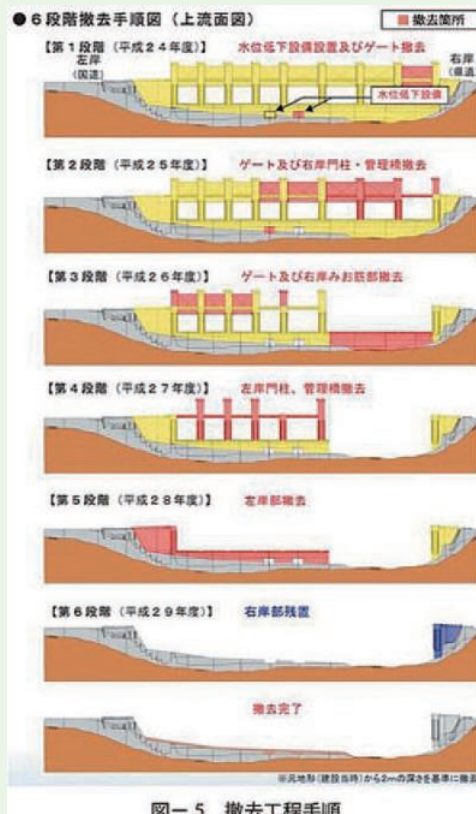 ●6段階撤去手順図（上流面図）
撤去箇所
【第1段階（平成24年度）】 水位低下設備設置及びゲート撤去
左岸
（国道）
右岸
（県道）
水位低下設備
【第2段階（平成25年度）】 ゲート及び右岸門柱・管理橋撤去
【第3段階（平成26年度）】 ゲート及び右岸みお筋部撤去
【第4段階（平成27年度）】 左岸門柱、管理橋撤去
【第5段階（平成28年度）】 左岸部撤去
【第6段階（平成29年度）】 右岸部残置
撤去完了
※元地形（建設当時）から2mの深さを基準に撤去
図－5 撤去工程手順